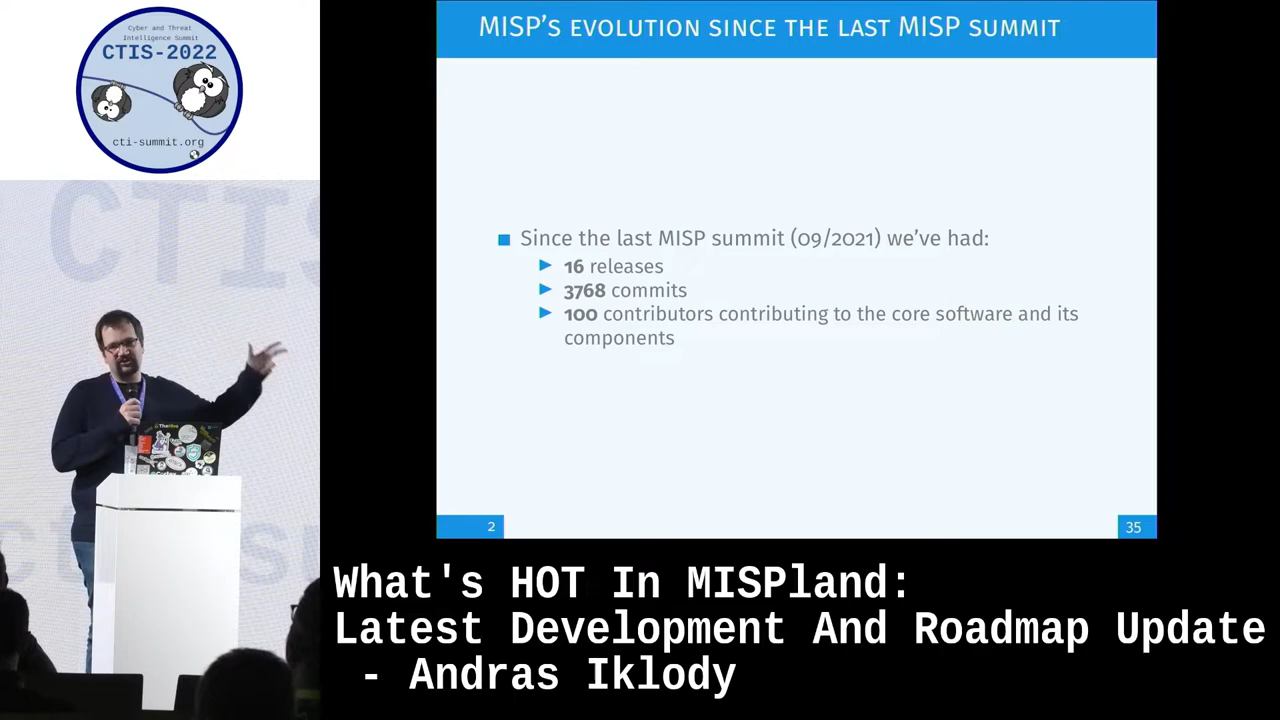 Cyber and Threat
Intelligence Summit
CTIS-2022
cti-summit.org
CTIS
MISP's evolution since the last MISP summit
Since the last MISP summit (09/2021) we've had:
16 releases
3768 commits
100 contributors contributing to the core software and its
components
2
35
TheHive
What's HOT In MISPland:
Latest Development And Roadmap Update
- Andras Iklody